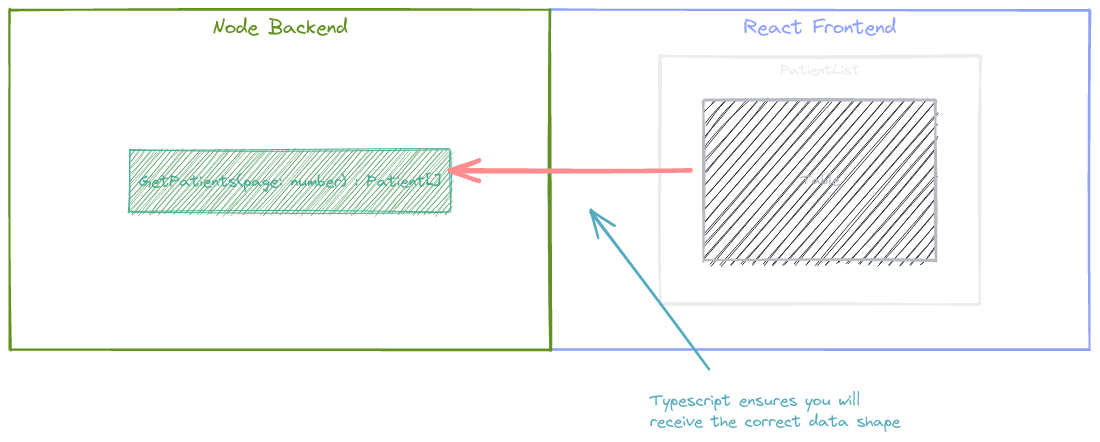 Node Backend
React Frontend
PatientList
GetPatients(page: number) : Patient[]
Table
Typescript ensures you will
receive the correct data shape